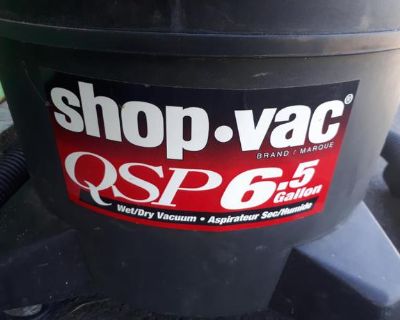 shop·vac®
BRAND / MARQUE
QSP 6.5
Gallon
Wet/Dry Vacuum • Aspirateur Sec/Humide